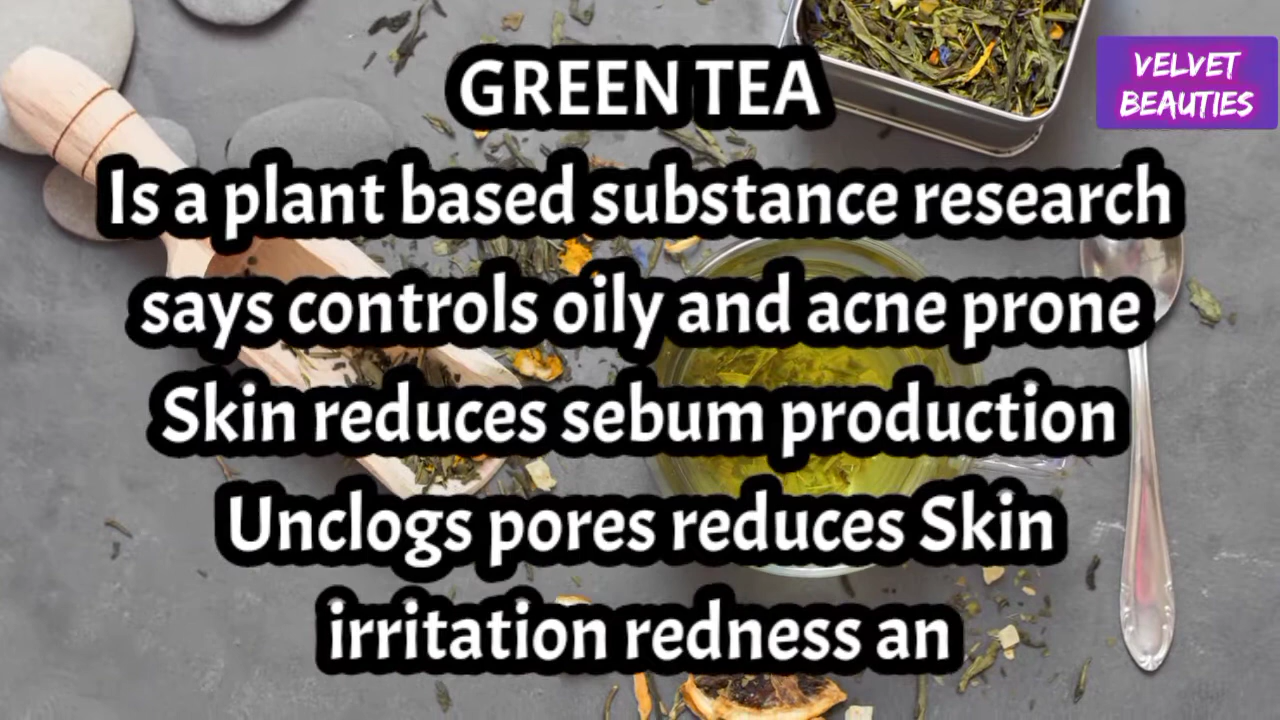 GREEN TEA
VELVET
BEAUTIES
Is a plant based substance research
says controls oily and acne prone
Skin reduces sebum production
Unclogs pores reduces Skin
irritation redness an